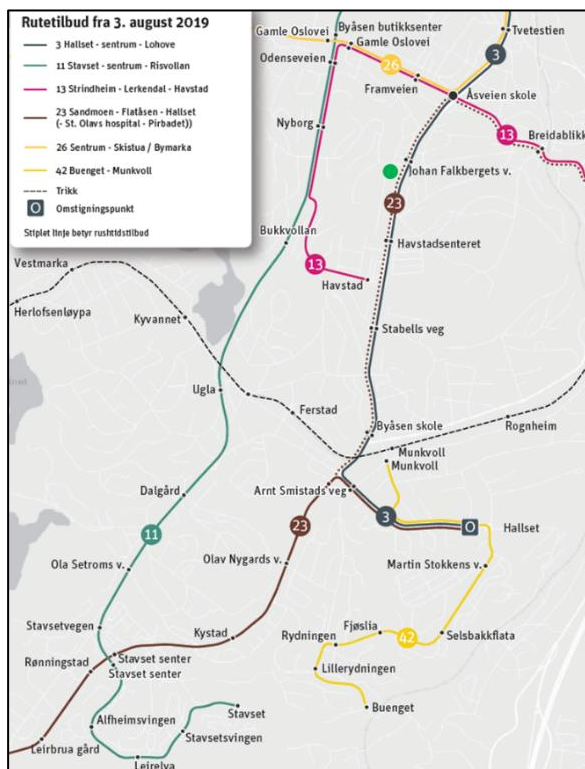 Rutetilbud fra 3. august 2019
3 Hallset - sentrum - Lohove
11 Stavset - sentrum - Risvollan
13 Strindheim - Lerkendal - Havstad
23 Sandmoen - Flatåsen - Hallset
(- St. Olavs hospital - Pirbadet))
26 Sentrum - Skistua / Bymarka
42 Buenget - Munkvoll
Trikk
O Omstigningspunkt
Stiplet linje betyr rushtidstilbud
Gamle Oslovei
Byåsen butikksenter
Gamle Oslovei
Odenseveien
26
Framveien
Tvetestien
3
Åsveien skole
13
Breidablikk
Nyborg
Johan Falkbergets v.
23
Havstadsenteret
Bukkvollan
13
Havstad
Vestmarka
Herlofsenløypa
Kyvannet
Stabells veg
Ugla
Ferstad
Byåsen skole
Rognheim
Munkvoll
Munkvoll
Arnt Smistads veg
3
O
Hallset
Dalgård
23
11
Ola Setroms v.
Olav Nygards v.
Martin Stokkens v.
Stavsetvegen
Kystad
Fjøslia
42
Selsbakkflata
Rydningen
Rønningstad
Stavset senter
Stavset senter
Lillerydningen
Buenget
Stavset
Alfheimsvingen
Stavsetsvingen
Leirbrua gård
Leirelva